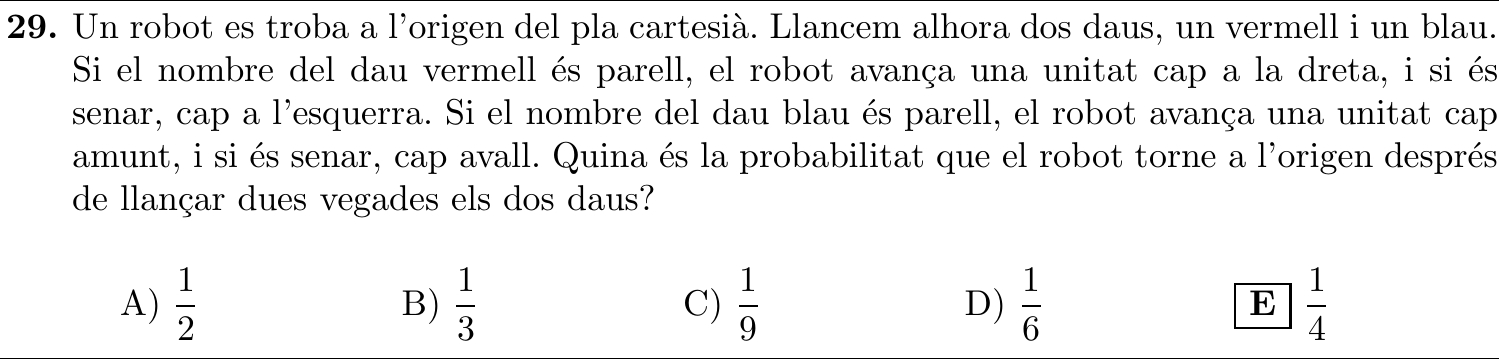 29. Un robot es troba a l'origen del pla cartesià. Llancem alhora dos daus, un vermell i un blau.
Si el nombre del dau vermell és parell, el robot avança una unitat cap a la dreta, i si és
senar, cap a l'esquerra. Si el nombre del dau blau és parell, el robot avança una unitat cap
amunt, i si és senar, cap avall. Quina és la probabilitat que el robot torne a l'origen després
de llançar dues vegades els dos daus?
A) 1/2 B) 1/3 C) 1/9 D) 1/6 E 1/4